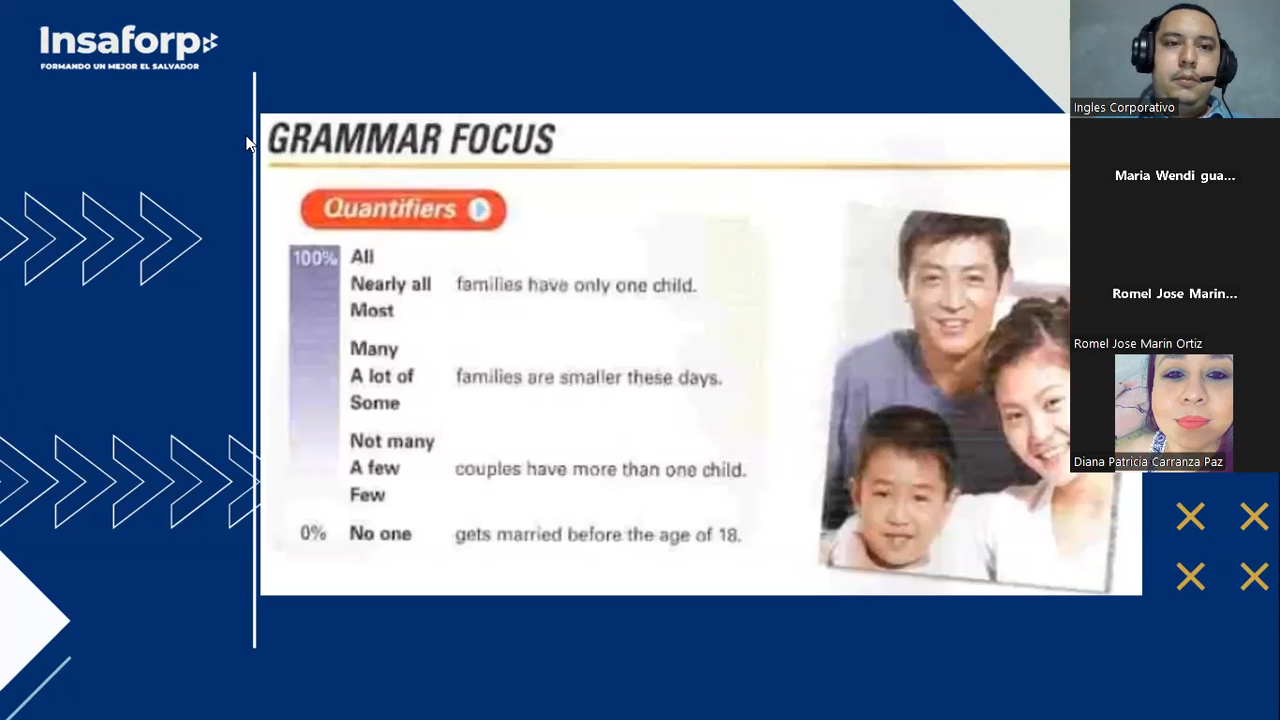 Insaforp
FORMANDO UN MEJOR EL SALVADOR
GRAMMAR FOCUS
Quantifiers
100% All
Nearly all families have only one child.
Most
Many
A lot of families are smaller these days.
Some
Not many
A few couples have more than one child.
Few
0% No one gets married before the age of 18.
Ingles Corporativo
Maria Wendi gua...
Romel Jose Marin...
Romel Jose Marin Ortiz
Diana Patricia Carranza Paz